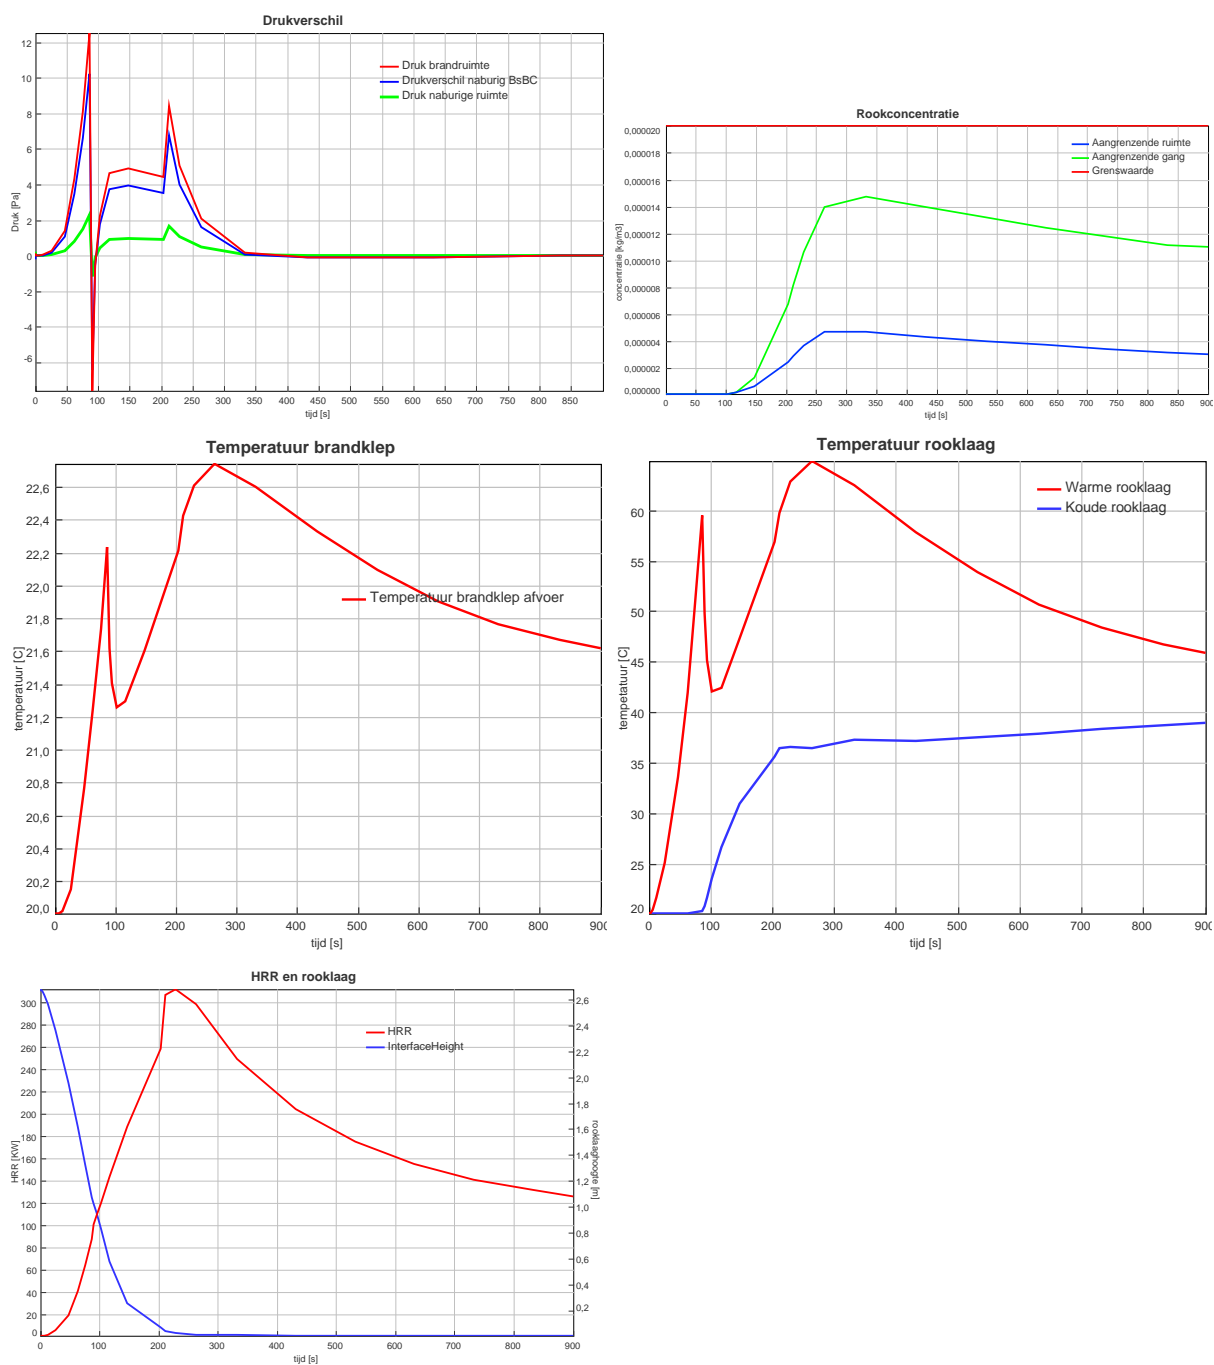 Drukverschil
12
10
8
6
4
2
0
-2
-4
-6
Druk [Pa]
Druk brandruimte
Drukverschil naburig BsBC
Druk naburige ruimte
0 50 100 150 200 250 300 350 400 450 500 550 600 650 700 750 800 850
tijd [s]
Rookconcentratie
0,000020
0,000018
0,000016
0,000014
0,000012
0,000010
0,000008
0,000006
0,000004
0,000002
0,000000
concentratie [kg/m3]
Aangrenzende ruimte
Aangrenzende gang
Grenswaarde
0 50 100 150 200 250 300 350 400 450 500 550 600 650 700 750 800 850 900
tijd [s]
Temperatuur brandklep
22,6
22,4
22,2
22,0
21,8
21,6
21,4
21,2
21,0
20,8
20,6
20,4
20,2
20,0
temperatuur [C]
Temperatuur brandklep afvoer
0 100 200 300 400 500 600 700 800 900
tijd [s]
Temperatuur rooklaag
60
55
50
45
40
35
30
25
20
tempetatuur [C]
Warme rooklaag
Koude rooklaag
0 100 200 300 400 500 600 700 800 900
tijd [s]
HRR en rooklaag
300
280
260
240
220
200
180
160
140
120
100
80
60
40
20
0
HRR [KW]
HRR
InterfaceHeight
2,6
2,4
2,2
2,0
1,8
1,6
1,4
1,2
1,0
0,8
0,6
0,4
0,2
rooklaaghoogte [m]
0 100 200 300 400 500 600 700 800 900
tijd [s]